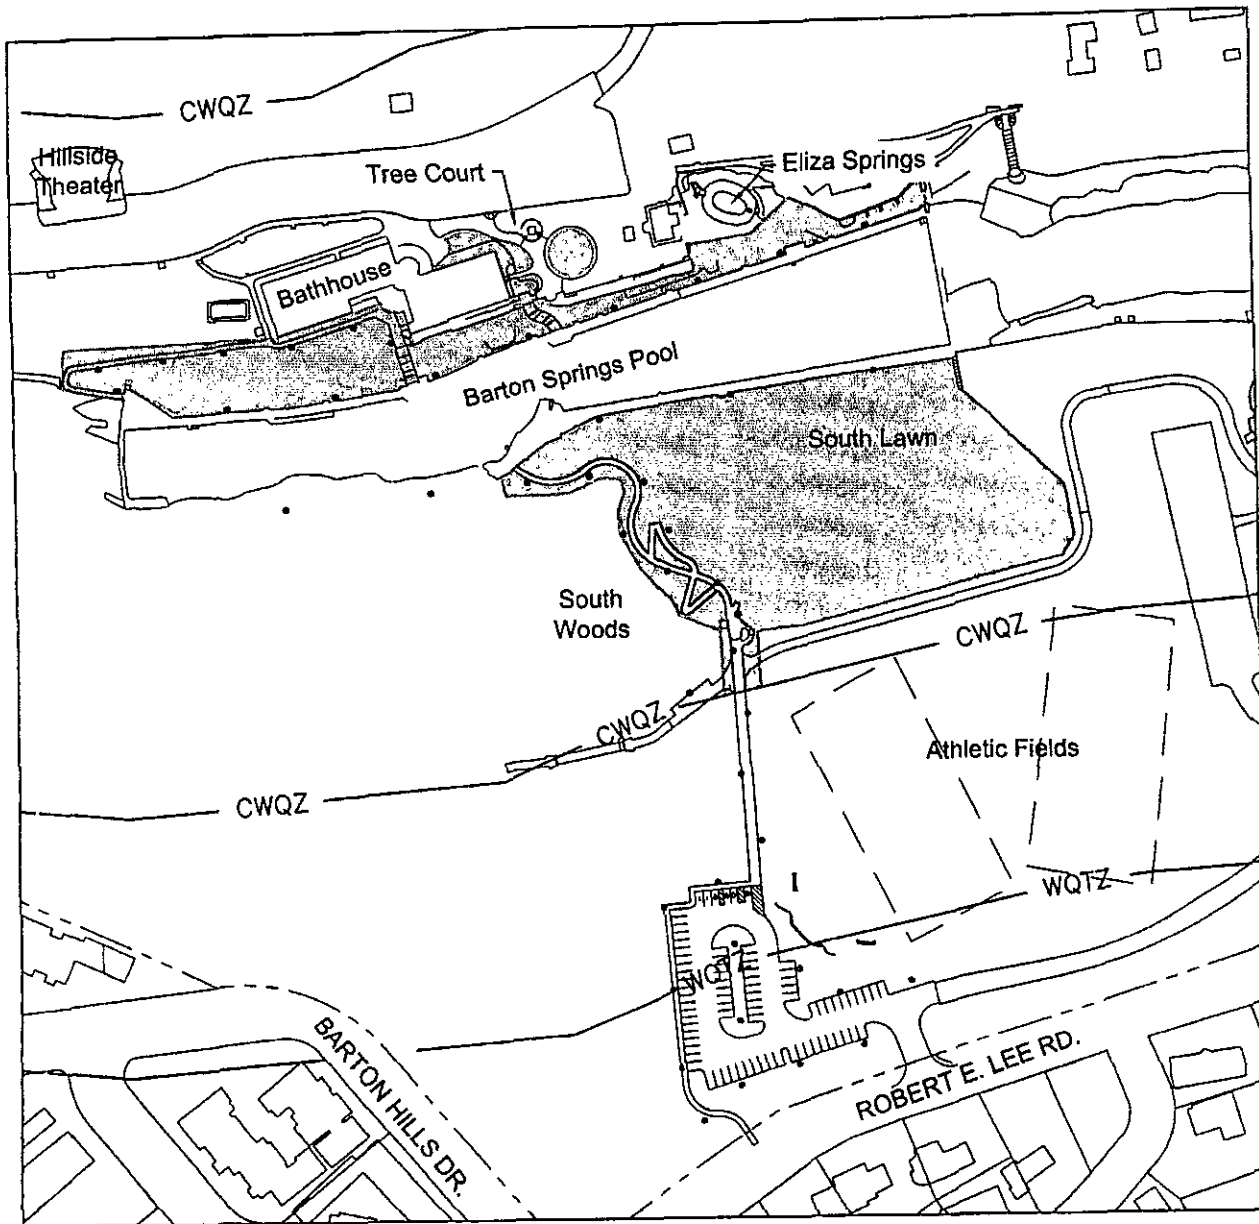 CWQZ
Hillside
Theater
Tree Court
Eliza Springs
Bathhouse
Barton Springs Pool
South Lawn
South
Woods
CWQZ
CWQZ
CWQZ
Athletic Fields
WQTZ
WQTZ
BARTON HILLS DR.
ROBERT E. LEE RD.